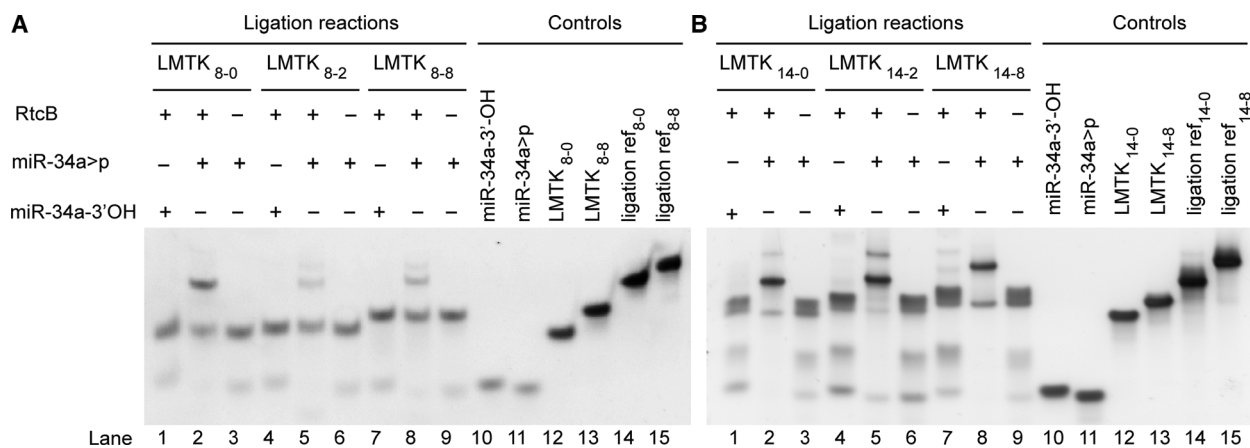 A
Ligation reactions
Controls
LMTK 8-0
LMTK 8-2
LMTK 8-8
RtcB
+ + – + + – + + –
miR-34a>p
– + + – + + – + +
miR-34a-3'OH
+ – – + – – + – –
miR-34a-3'-OH
miR-34a>p
LMTK8-0
LMTK8-8
ligation ref8-0
ligation ref8-8
Lane 1 2 3 4 5 6 7 8 9 10 11 12 13 14 15
B
Ligation reactions
Controls
LMTK 14-0
LMTK 14-2
LMTK 14-8
+ + – + + – + + –
– + + – + + – + +
+ – – + – – + – –
miR-34a-3'-OH
miR-34a>p
LMTK14-0
LMTK14-8
ligation ref14-0
ligation ref14-8
1 2 3 4 5 6 7 8 9 10 11 12 13 14 15